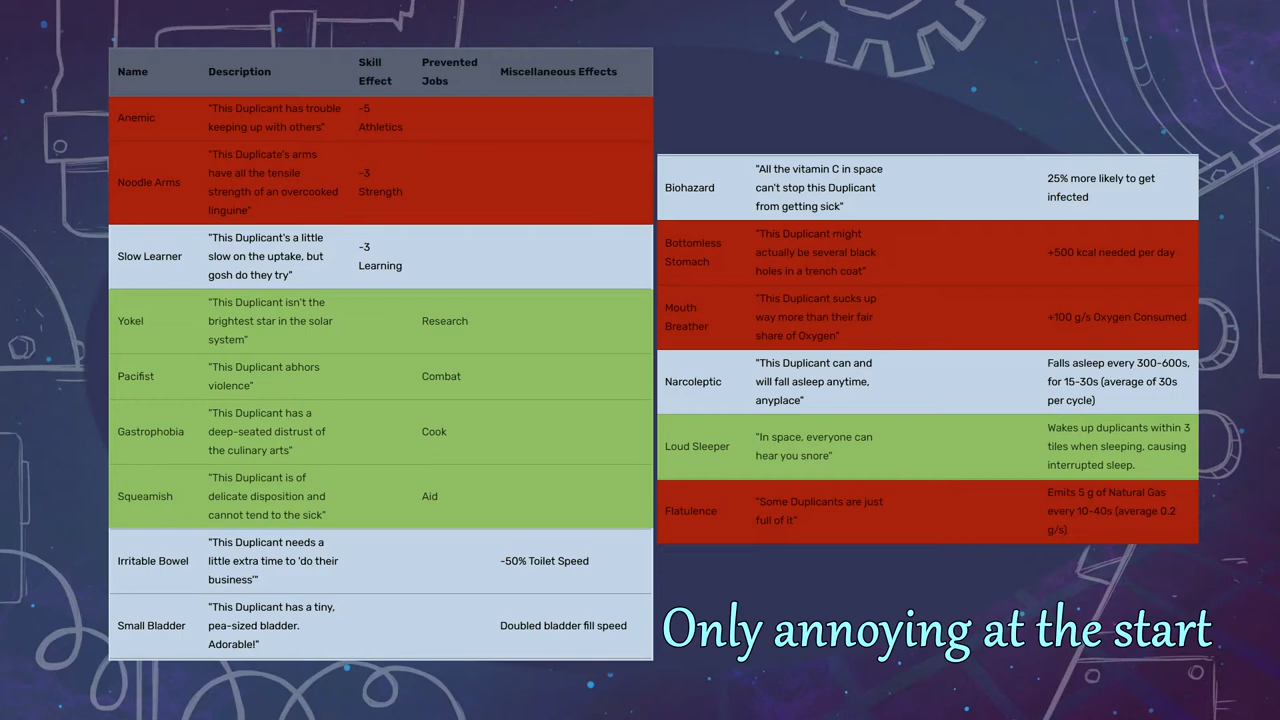 Name Description Skill Effect Prevented Jobs Miscellaneous Effects
Anemic "This Duplicant has trouble keeping up with others" -5 Athletics
Noodle Arms "This Duplicate's arms have all the tensile strength of an overcooked linguine" -3 Strength
Slow Learner "This Duplicant's a little slow on the uptake, but gosh do they try" -3 Learning
Yokel "This Duplicant isn't the brightest star in the solar system" Research
Pacifist "This Duplicant abhors violence" Combat
Gastrophobia "This Duplicant has a deep-seated distrust of the culinary arts" Cook
Squeamish "This Duplicant is of delicate disposition and cannot tend to the sick" Aid
Irritable Bowel "This Duplicant needs a little extra time to 'do their business'" -50% Toilet Speed
Small Bladder "This Duplicant has a tiny, pea-sized bladder. Adorable!" Doubled bladder fill speed
Biohazard "All the vitamin C in space can't stop this Duplicant from getting sick" 25% more likely to get infected
Bottomless Stomach "This Duplicant might actually be several black holes in a trench coat" +500 kcal needed per day
Mouth Breather "This Duplicant sucks up way more than their fair share of Oxygen" +100 g/s Oxygen Consumed
Narcoleptic "This Duplicant can and will fall asleep anytime, anyplace" Falls asleep every 300-600s, for 15-30s (average of 30s per cycle)
Loud Sleeper "In space, everyone can hear you snore" Wakes up duplicants within 3 tiles when sleeping, causing interrupted sleep.
Flatulence "Some Duplicants are just full of it" Emits 5 g of Natural Gas every 10-40s (average 0.2 g/s)
Only annoying at the start